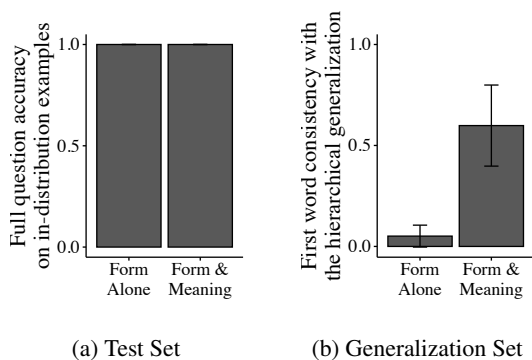 Full question accuracy
on in-distribution examples
1.0
0.5
0.0
Form
Alone
Form &
Meaning
(a) Test Set
First word consistency with
the hierarchical generalization
1.0
0.5
0.0
Form
Alone
Form &
Meaning
(b) Generalization Set